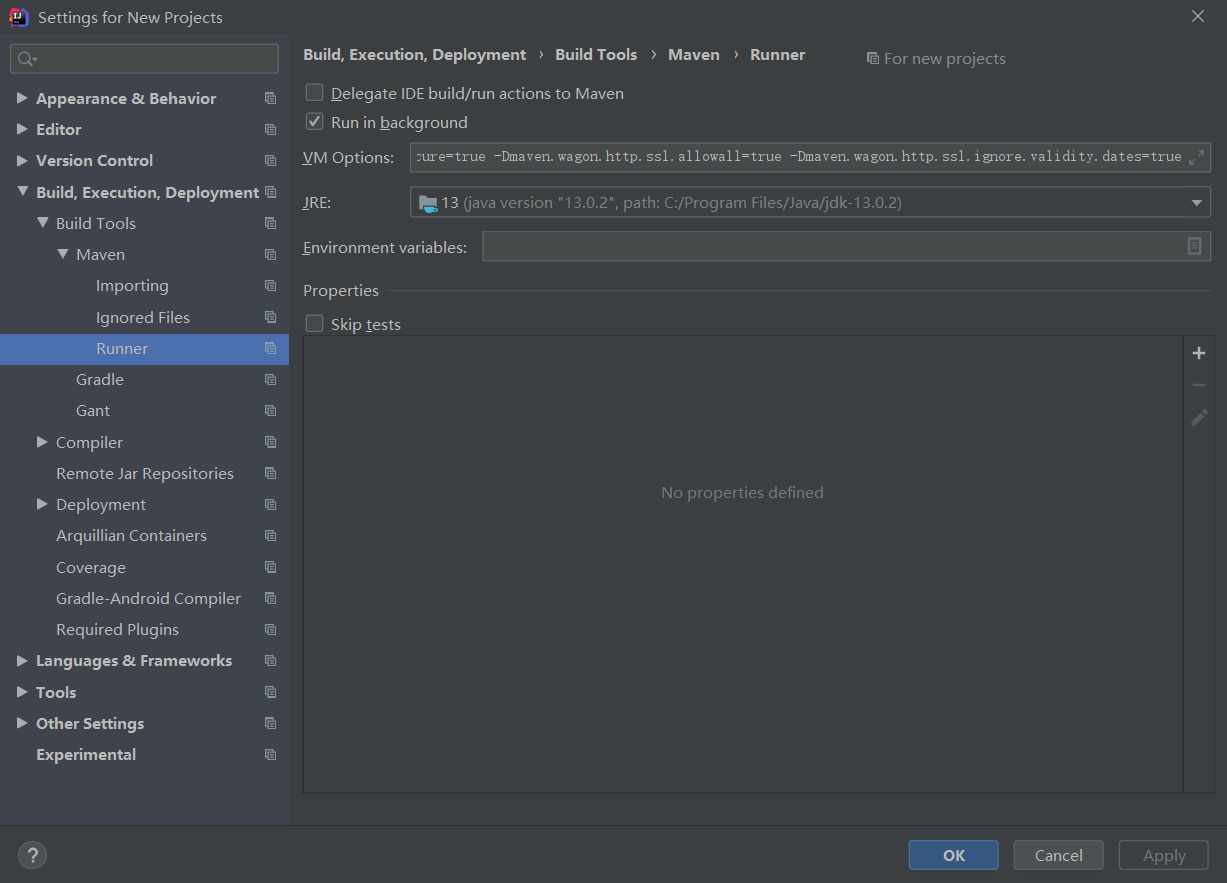 Settings for New Projects
Appearance & Behavior
Editor
Version Control
Build, Execution, Deployment
Build Tools
Maven
Importing
Ignored Files
Runner
Gradle
Gant
Compiler
Remote Jar Repositories
Deployment
Arquillian Containers
Coverage
Gradle-Android Compiler
Required Plugins
Languages & Frameworks
Tools
Other Settings
Experimental
Build, Execution, Deployment › Build Tools › Maven › Runner For new projects
Delegate IDE build/run actions to Maven
Run in background
VM Options: cure=true -Dmaven.wagon.http.ssl.allowall=true -Dmaven.wagon.http.ssl.ignore.validity.dates=true
JRE: 13 (java version "13.0.2", path: C:/Program Files/Java/jdk-13.0.2)
Environment variables:
Properties
Skip tests
No properties defined
?
OK Cancel Apply